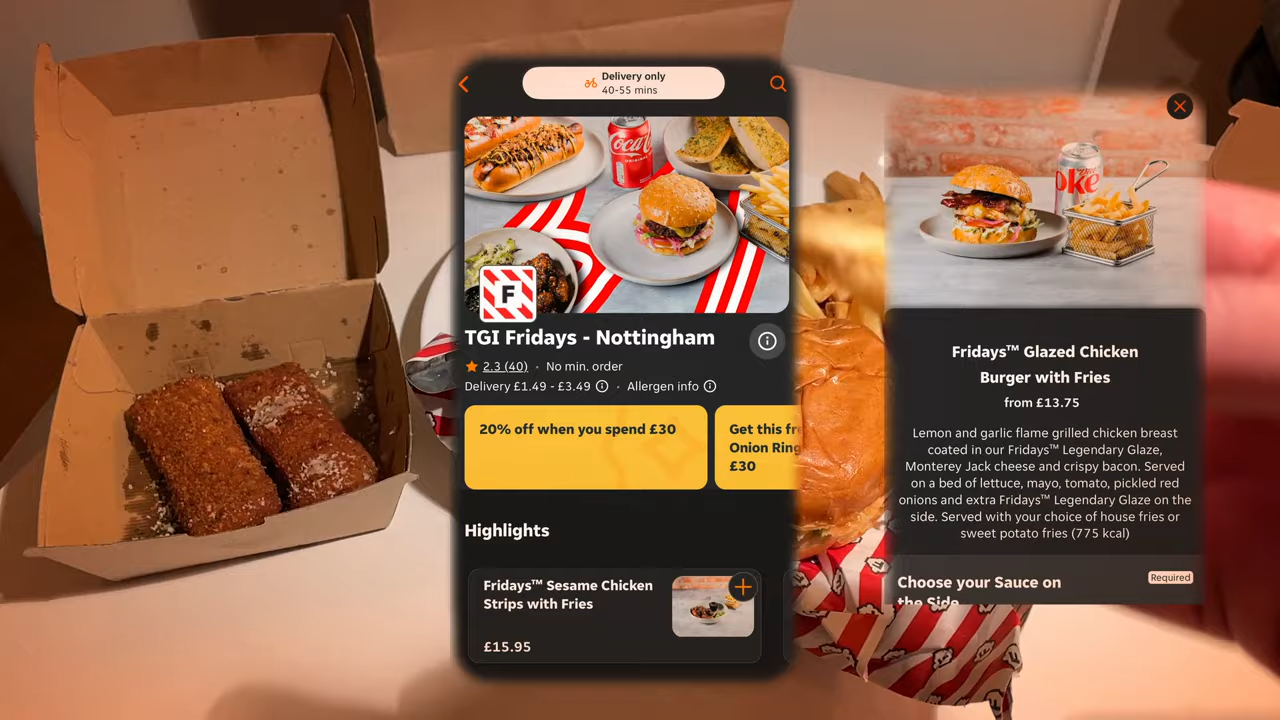 Delivery only
40-55 mins
Coca-Cola
F
TGI Fridays - Nottingham
2.3 (40) · No min. order
Delivery £1.49 - £3.49 · Allergen info
20% off when you spend £30
Get this fr
Onion Ring
£30
Highlights
Fridays™ Sesame Chicken
Strips with Fries
£15.95
oke
Fridays™ Glazed Chicken
Burger with Fries
from £13.75
Lemon and garlic flame grilled chicken breast
coated in our Fridays™ Legendary Glaze,
Monterey Jack cheese and crispy bacon. Served
on a bed of lettuce, mayo, tomato, pickled red
onions and extra Fridays™ Legendary Glaze on the
side. Served with your choice of house fries or
sweet potato fries (775 kcal)
Choose your Sauce on
the Side
Required